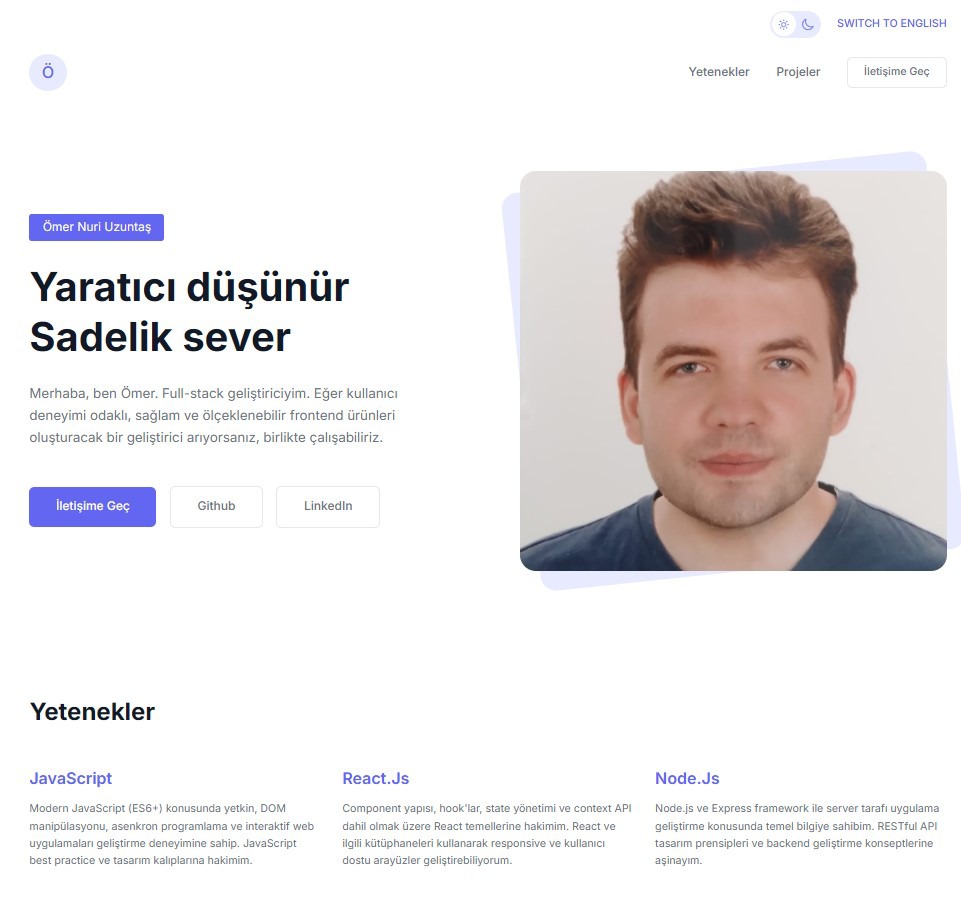 SWITCH TO ENGLISH
Ö
Yetenekler
Projeler
İletişime Geç
Ömer Nuri Uzuntaş
Yaratıcı düşünür
Sadelik sever
Merhaba, ben Ömer. Full-stack geliştiriciyim. Eğer kullanıcı
deneyimi odaklı, sağlam ve ölçeklenebilir frontend ürünleri
oluşturacak bir geliştirici arıyorsanız, birlikte çalışabiliriz.
İletişime Geç
Github
LinkedIn
Yetenekler
JavaScript
Modern JavaScript (ES6+) konusunda yetkin, DOM
manipülasyonu, asenkron programlama ve interaktif web
uygulamaları geliştirme deneyimine sahip. JavaScript
best practice ve tasarım kalıplarına hakimim.
React.Js
Component yapısı, hook'lar, state yönetimi ve context API
dahil olmak üzere React temellerine hakimim. React ve
ilgili kütüphaneleri kullanarak responsive ve kullanıcı
dostu arayüzler geliştirebiliyorum.
Node.Js
Node.js ve Express framework ile server tarafı uygulama
geliştirme konusunda temel bilgiye sahibim. RESTful API
tasarım prensipleri ve backend geliştirme konseptlerine
aşinayım.